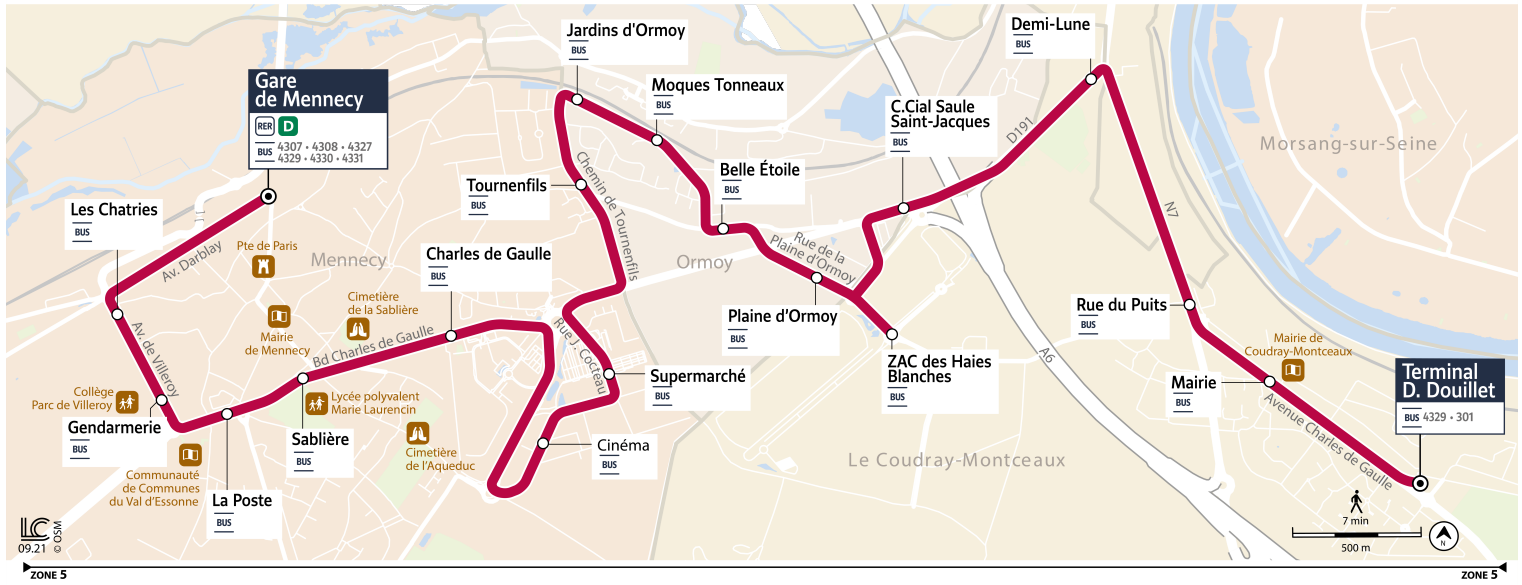 Jardins d'Ormoy
BUS
Demi-Lune
BUS
Gare
de Mennecy
RER D
BUS 4307 • 4308 • 4327
4329 • 4330 • 4331
Moques Tonneaux
BUS
C.Cial Saule
Saint-Jacques
BUS
D191
Morsang-sur-Seine
Tournenfils
BUS
Chemin de Tournenfils
Belle Étoile
BUS
Les Chatries
BUS
Av. Darblay
Pte de Paris
Mennecy
Charles de Gaulle
BUS
Ormoy
Rue de la
Plaine d'Ormoy
N7
Cimetière
de la Sablière
Mairie
de Mennecy
Bd Charles de Gaulle
Av. de Villeroy
Rue J. Cocteau
Plaine d'Ormoy
BUS
ZAC des Haies
Blanches
BUS
A6
Rue du Puits
BUS
Mairie de
Coudray-Montceaux
Mairie
BUS
Terminal
D. Douillet
BUS 4329 • 301
Avenue Charles de Gaulle
Collège
Parc de Villeroy
Gendarmerie
BUS
Lycée polyvalent
Marie Laurencin
Supermarché
BUS
Sablière
BUS
Cimetière
de l'Aqueduc
Cinéma
BUS
Le Coudray-Montceaux
Communauté
de Communes
du Val d'Essonne
La Poste
BUS
LC
09.21
© OSM
7 min
500 m
N
ZONE 5
ZONE 5